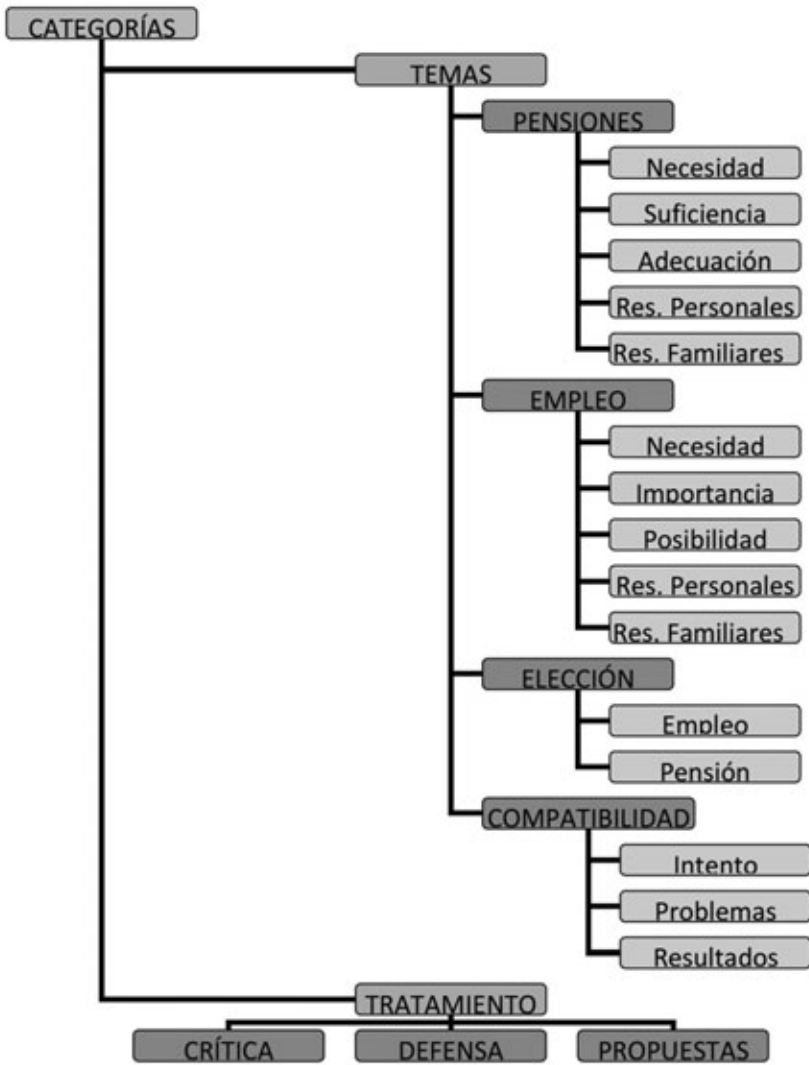 CATEGORÍAS
TEMAS
PENSIONES
Necesidad
Suficiencia
Adecuación
Res. Personales
Res. Familiares
EMPLEO
Necesidad
Importancia
Posibilidad
Res. Personales
Res. Familiares
ELECCIÓN
Empleo
Pensión
COMPATIBILIDAD
Intento
Problemas
Resultados
TRATAMIENTO
CRÍTICA DEFENSA PROPUESTAS